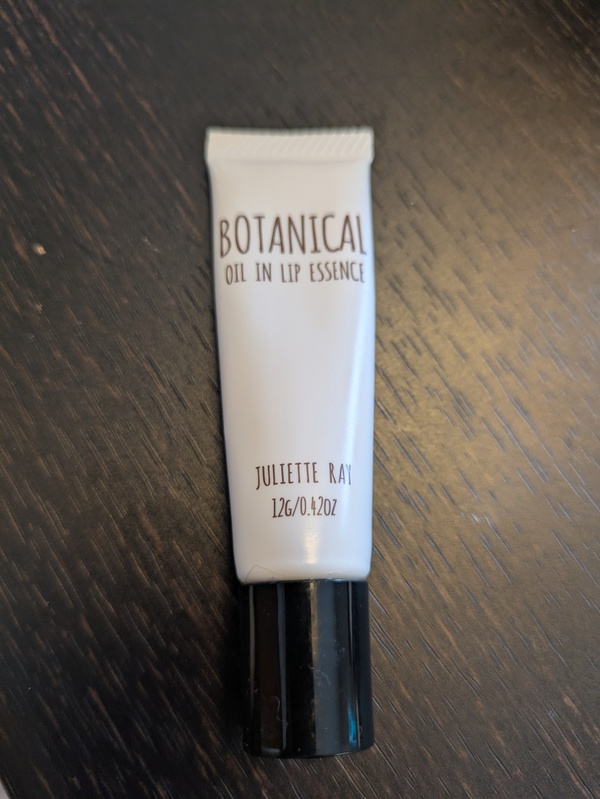 BOTANICAL
OIL IN LIP ESSENCE
JULIETTE RAY
12G/0.42OZ